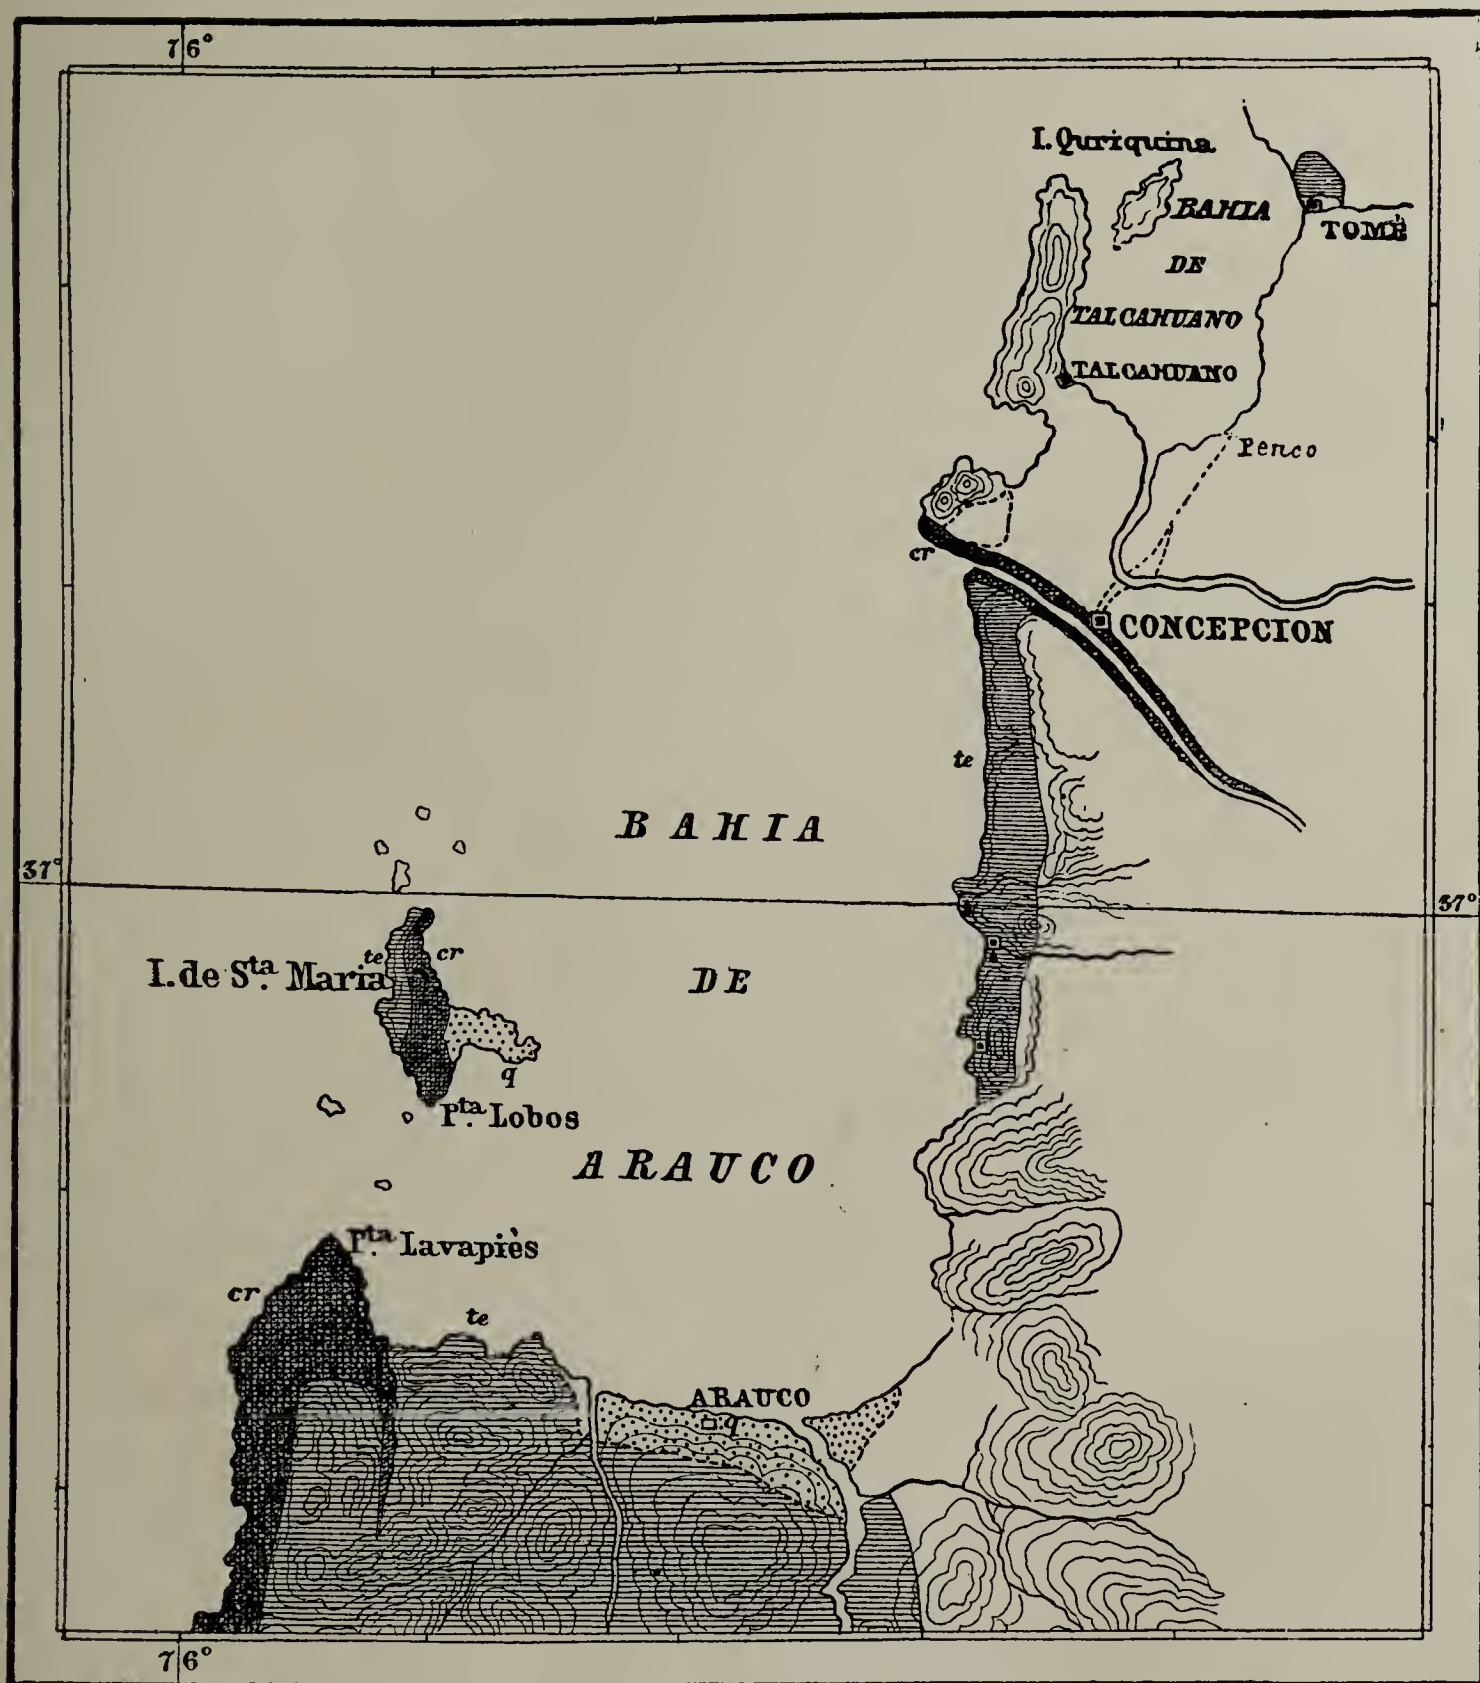 76°
I. Quriquina
BAHIA
TOMÉ
DE
TALCAHUANO
TALCAHUANO
Penco
cr
CONCEPCION
te
BAHIA
37°
37°
te
cr
I. de Sta. Maria
DE
q
Pta. Lobos
ARAUCO
Pta. Lavapiès
cr
te
ARAUCO
q
76°